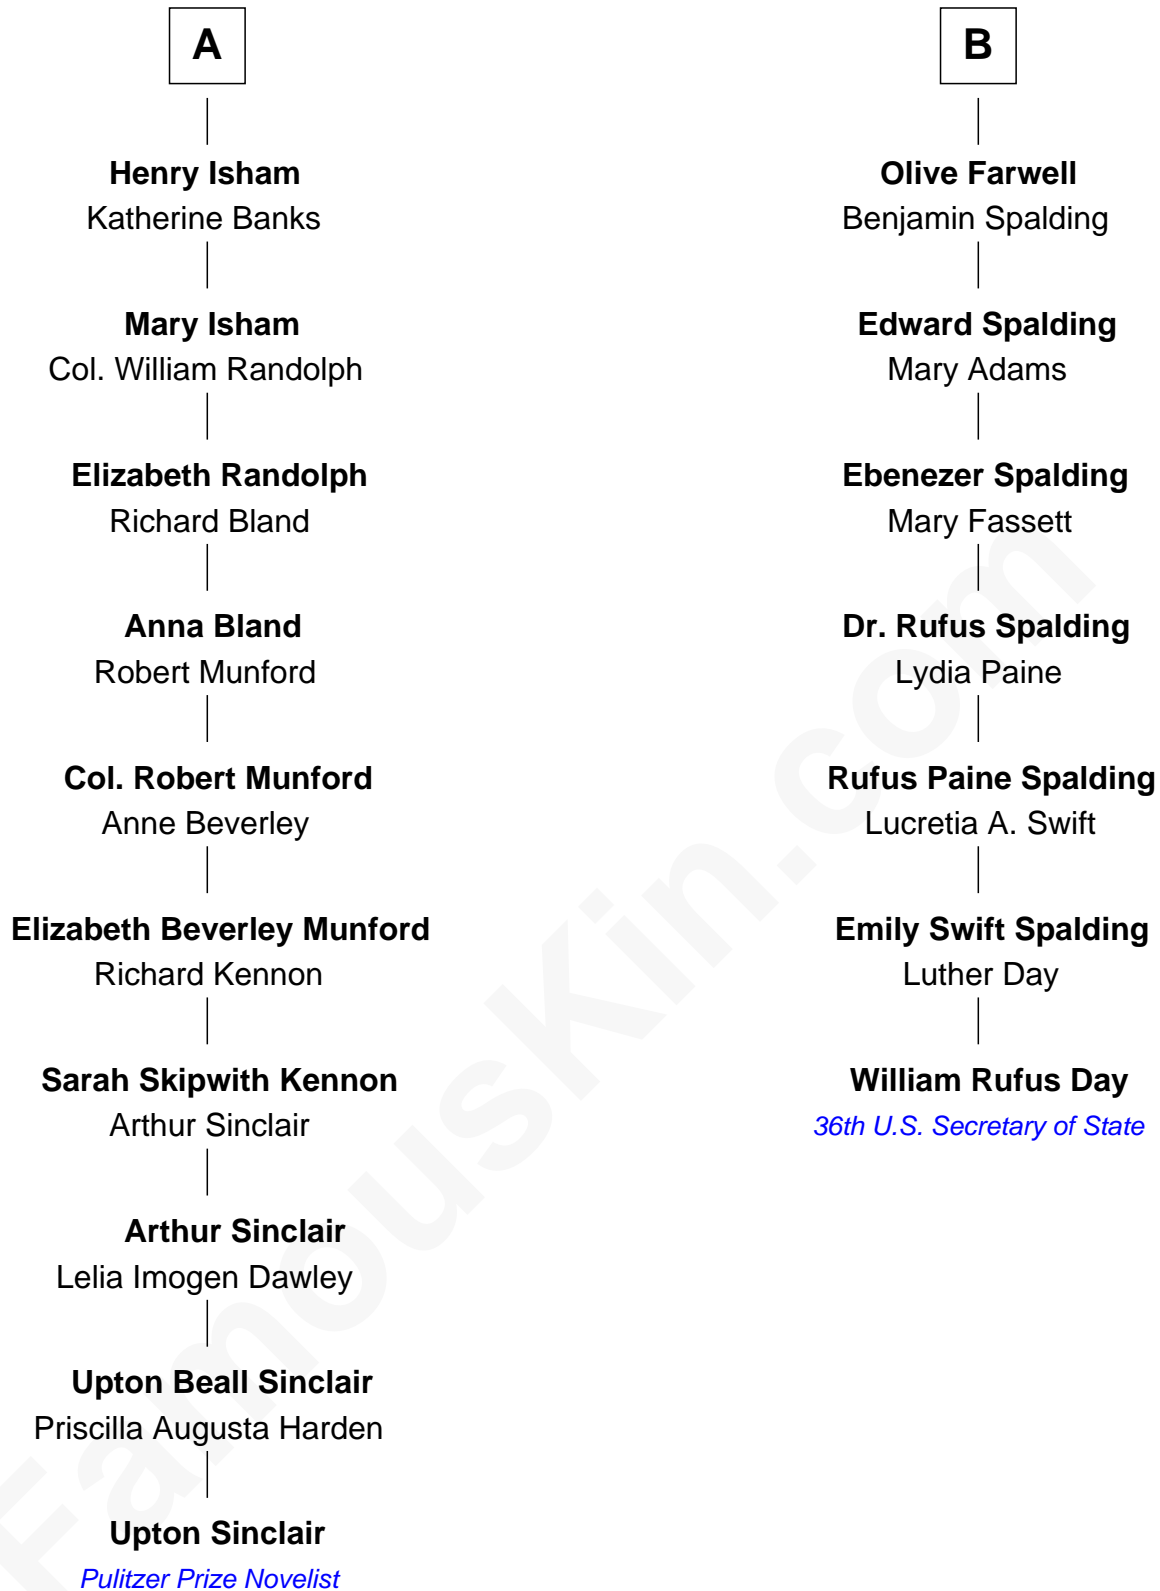 A
Henry Isham
Katherine Banks
Mary Isham
Col. William Randolph
Elizabeth Randolph
Richard Bland
Anna Bland
Robert Munford
Col. Robert Munford
Anne Beverley
Elizabeth Beverley Munford
Richard Kennon
Sarah Skipwith Kennon
Arthur Sinclair
Arthur Sinclair
Lelia Imogen Dawley
Upton Beall Sinclair
Priscilla Augusta Harden
Upton Sinclair
Pulitzer Prize Novelist
B
Olive Farwell
Benjamin Spalding
Edward Spalding
Mary Adams
Ebenezer Spalding
Mary Fassett
Dr. Rufus Spalding
Lydia Paine
Rufus Paine Spalding
Lucretia A. Swift
Emily Swift Spalding
Luther Day
William Rufus Day
36th U.S. Secretary of State
FamousKin.com